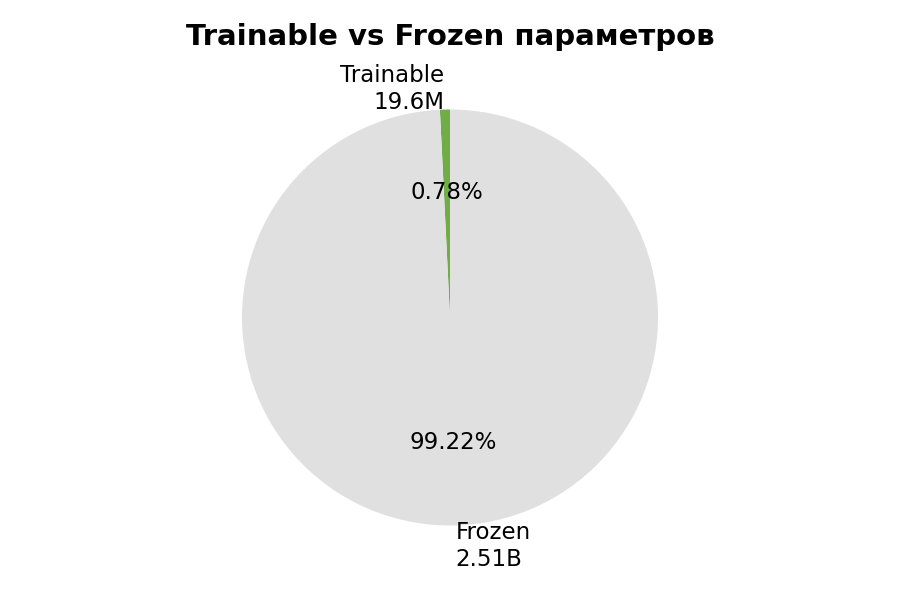 Trainable vs Frozen параметров
Trainable
19.6M
0.78%
99.22%
Frozen
2.51B